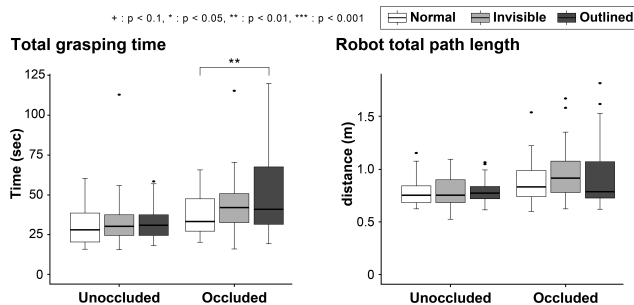 + : p < 0.1, * : p < 0.05, ** : p < 0.01, *** : p < 0.001
Normal Invisible Outlined
Total grasping time
Robot total path length
**
Time (sec)
125
100
75
50
25
0
Unoccluded Occluded
distance (m)
1.5
1.0
0.5
0
Unoccluded Occluded